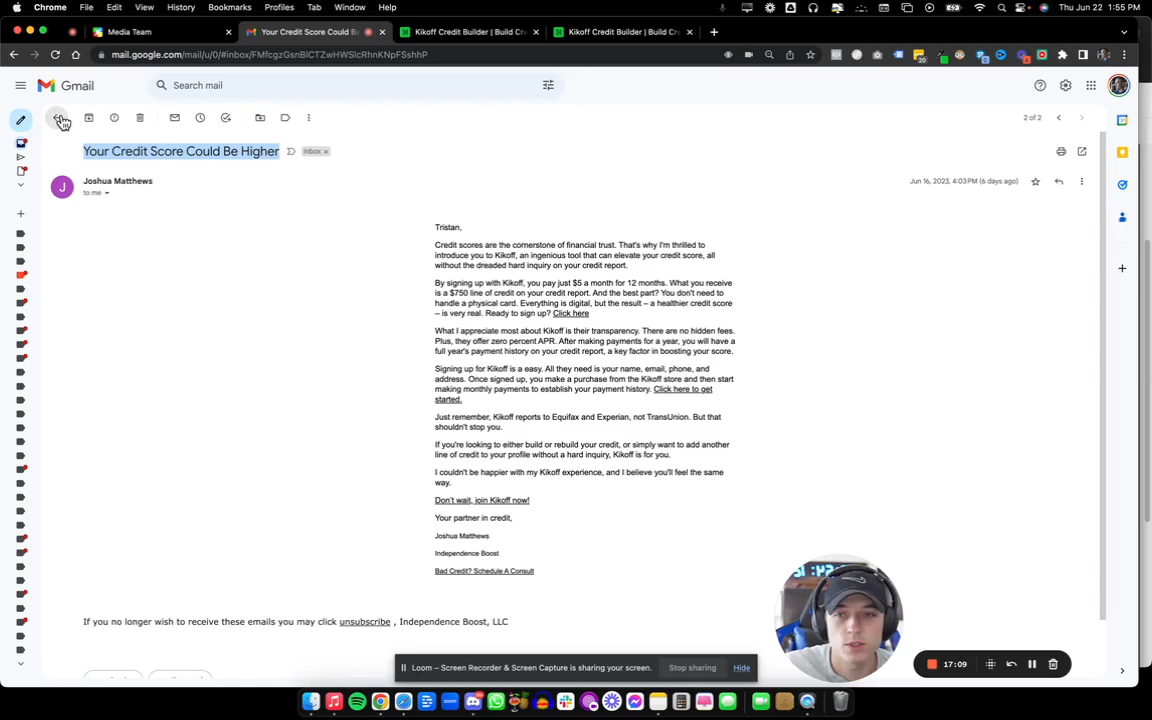 Chrome File Edit View History Bookmarks Profiles Tab Window Help Thu Jun 22 1:55 PM
Media Team × Your Credit Score Could Be × Kikoff Credit Builder | Build Cre × Kikoff Credit Builder | Build Cre × +
mail.google.com/mail/u/0/#inbox/FMfcgzGsnBlCTZwHWSlcRhnKNpFSshhP
Gmail Search mail
2 of 2
Your Credit Score Could Be Higher Inbox ×
Joshua Matthews Jun 16, 2023, 4:03 PM (6 days ago)
to me
Tristan,
Credit scores are the cornerstone of financial trust. That's why I'm thrilled to
introduce you to Kikoff, an ingenious tool that can elevate your credit score, all
without the dreaded hard inquiry on your credit report.
By signing up with Kikoff, you pay just $5 a month for 12 months. What you receive
is a $750 line of credit on your credit report. And the best part? You don't need to
handle a physical card. Everything is digital, but the result – a healthier credit score
– is very real. Ready to sign up? Click here
What I appreciate most about Kikoff is their transparency. There are no hidden fees.
Plus, they offer zero percent APR. After making payments for a year, you will have a
full year's payment history on your credit report, a key factor in boosting your score.
Signing up for Kikoff is a easy. All they need is your name, email, phone, and
address. Once signed up, you make a purchase from the Kikoff store and then start
making monthly payments to establish your payment history. Click here to get
started.
Just remember, Kikoff reports to Equifax and Experian, not TransUnion. But that
shouldn't stop you.
If you're looking to either build or rebuild your credit, or simply want to add another
line of credit to your profile without a hard inquiry, Kikoff is for you.
I couldn't be happier with my Kikoff experience, and I believe you'll feel the same
way.
Don't wait, join Kikoff now!
Your partner in credit,
Joshua Matthews
Independence Boost
Bad Credit? Schedule A Consult
If you no longer wish to receive these emails you may click unsubscribe , Independence Boost, LLC
Loom – Screen Recorder & Screen Capture is sharing your screen. Stop sharing Hide
17:09